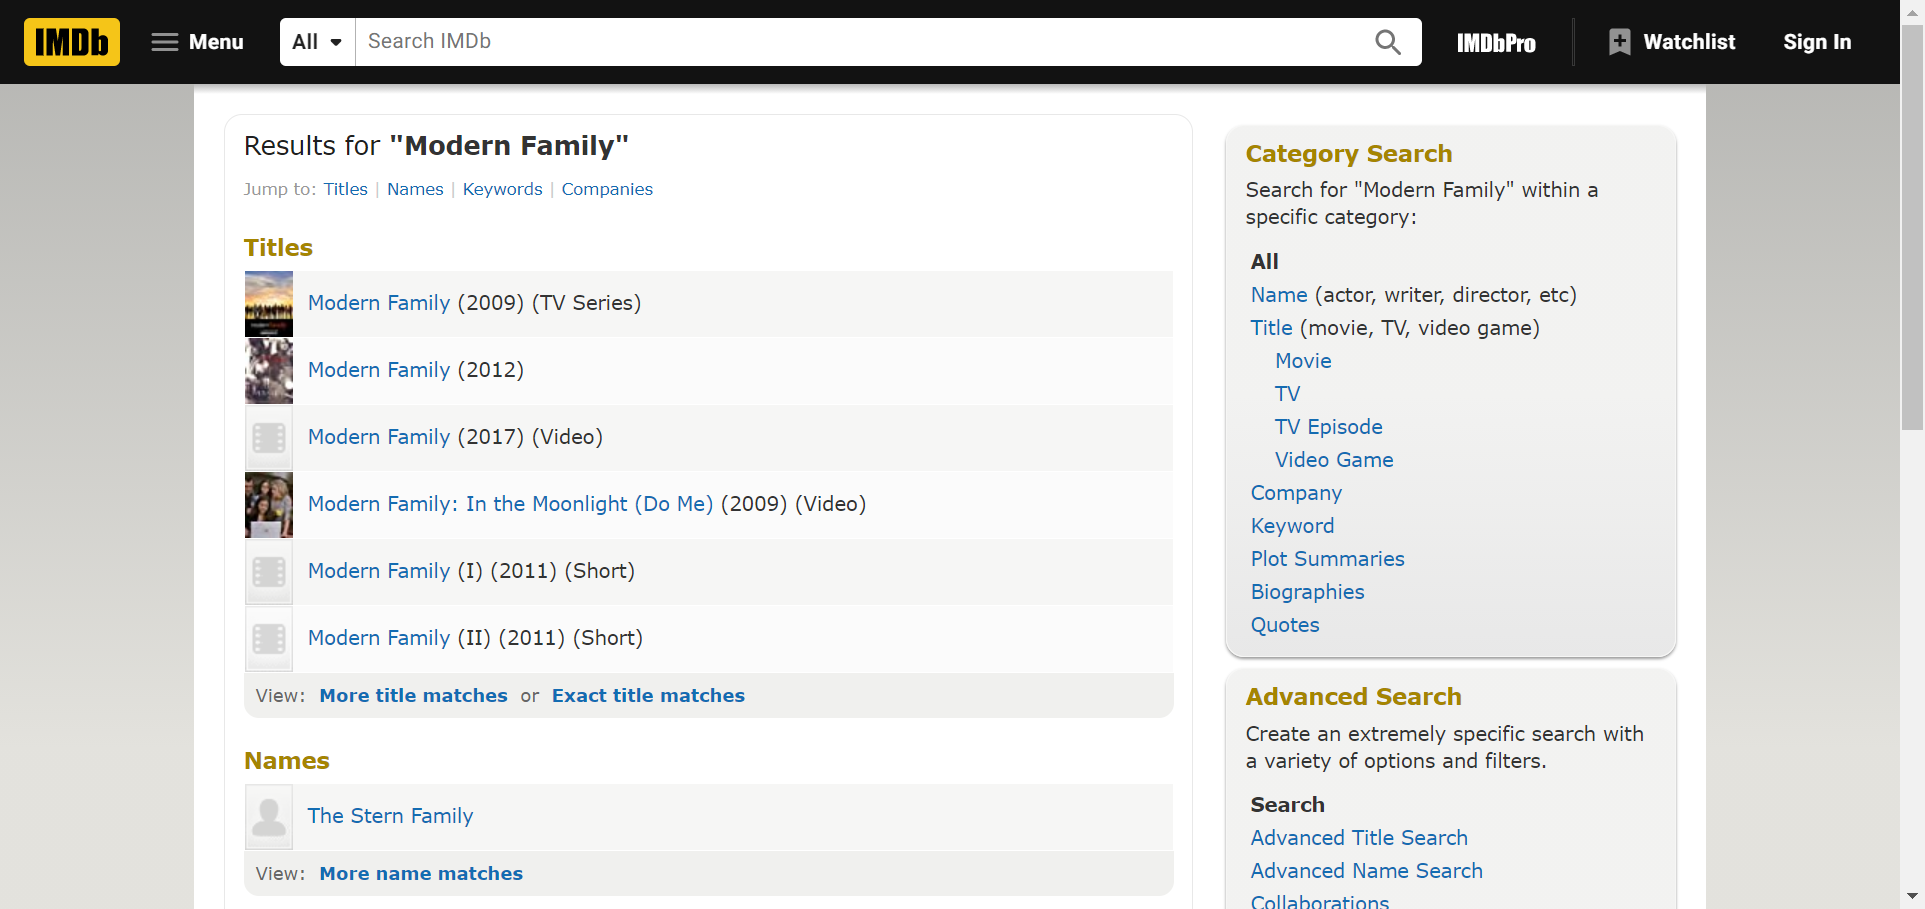 IMDb Menu All Search IMDb IMDbPro Watchlist Sign In
Results for "Modern Family"
Jump to: Titles | Names | Keywords | Companies
Titles
Modern Family (2009) (TV Series)
Modern Family (2012)
Modern Family (2017) (Video)
Modern Family: In the Moonlight (Do Me) (2009) (Video)
Modern Family (I) (2011) (Short)
Modern Family (II) (2011) (Short)
View: More title matches or Exact title matches
Names
The Stern Family
View: More name matches
Category Search
Search for "Modern Family" within a
specific category:
All
Name (actor, writer, director, etc)
Title (movie, TV, video game)
Movie
TV
TV Episode
Video Game
Company
Keyword
Plot Summaries
Biographies
Quotes
Advanced Search
Create an extremely specific search with
a variety of options and filters.
Search
Advanced Title Search
Advanced Name Search
Collaborations